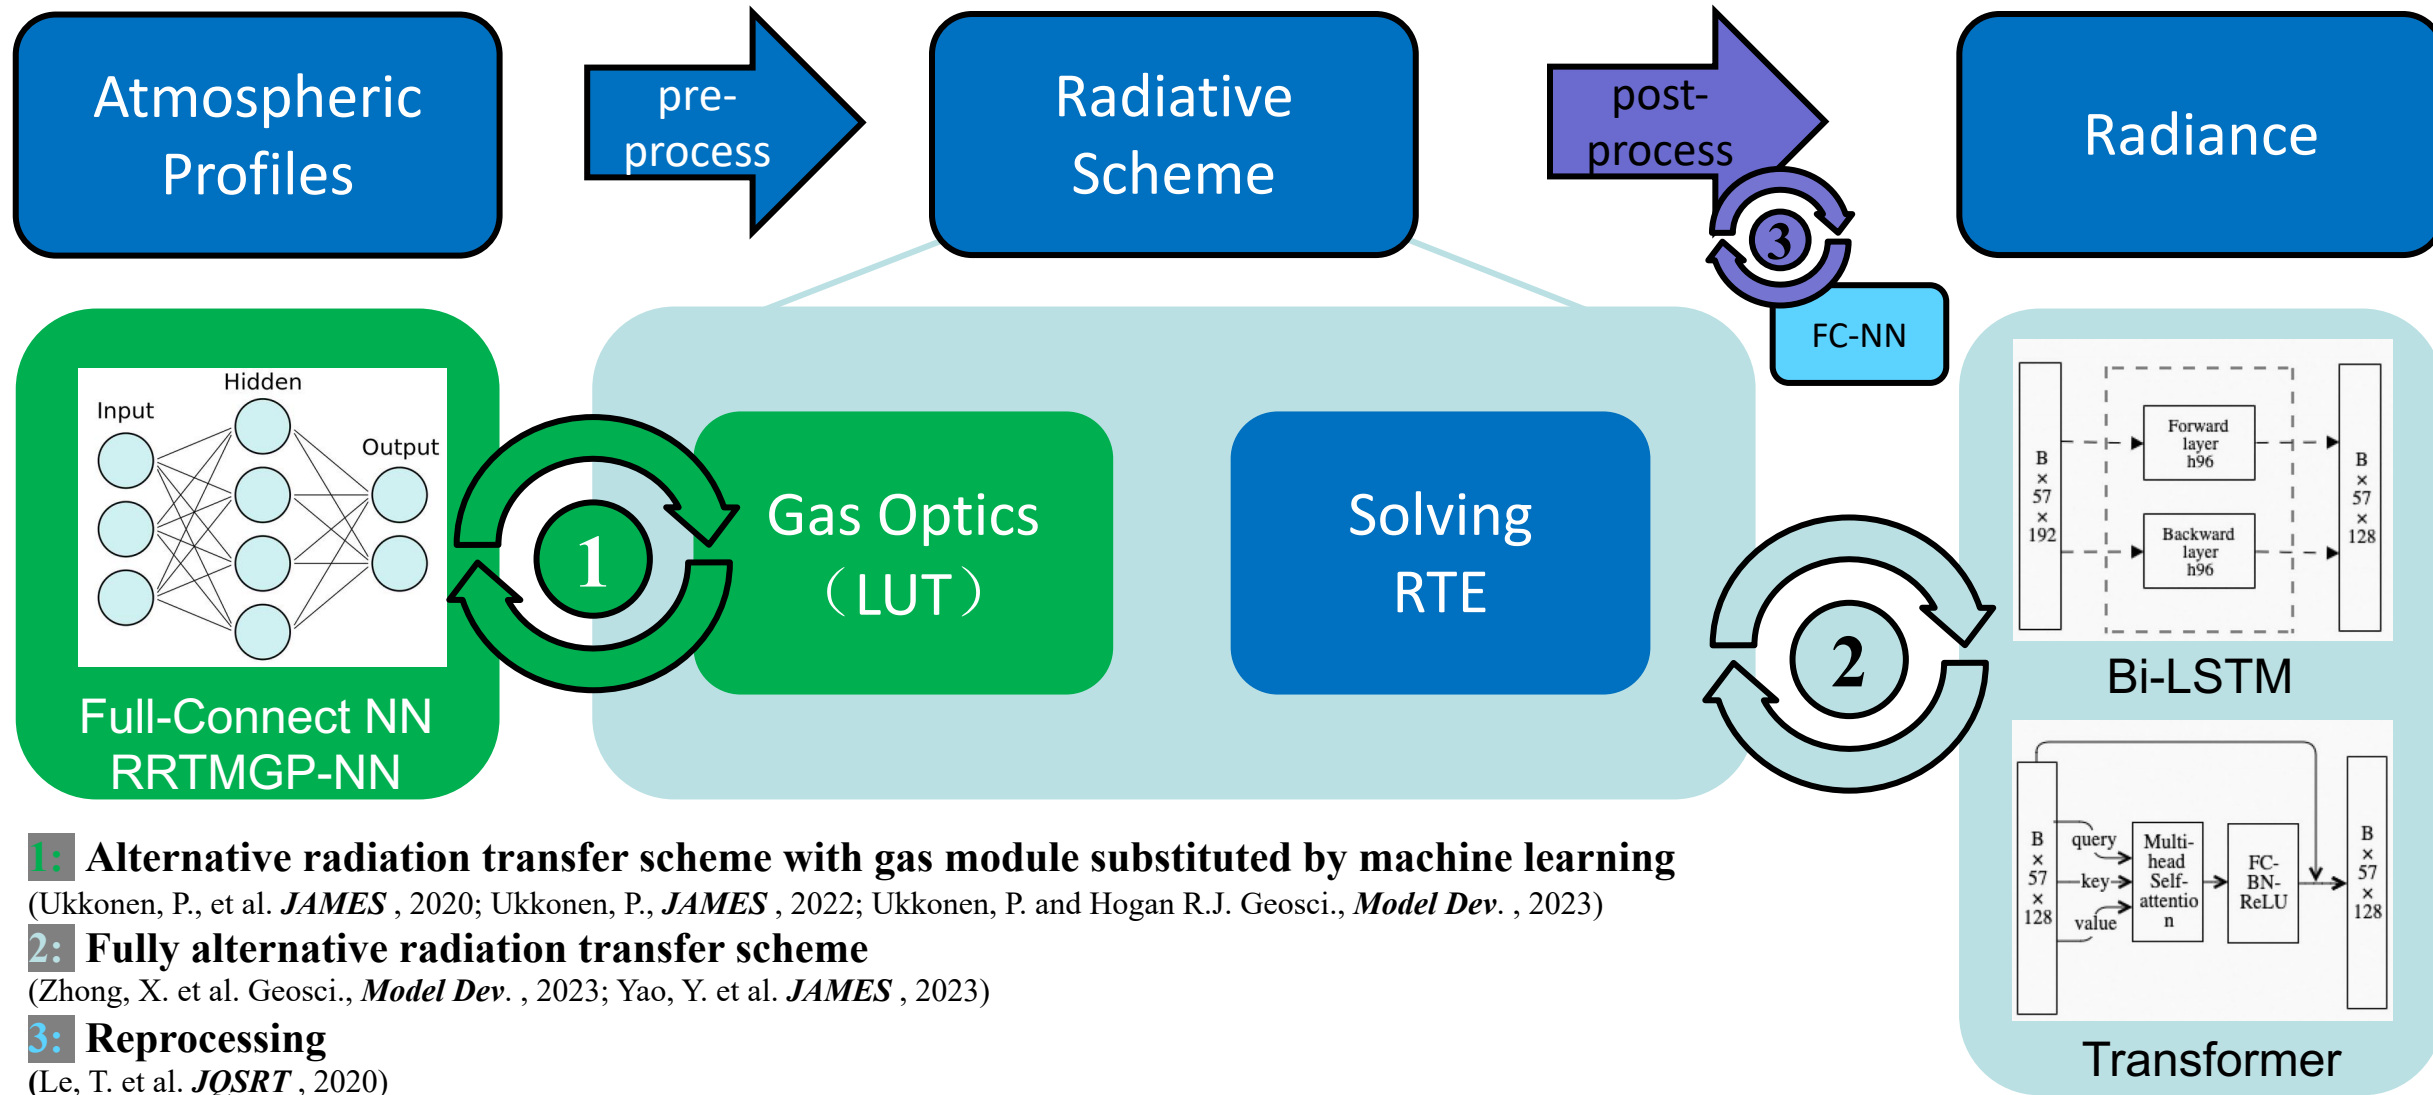 Atmospheric
Profiles
pre-
process
Radiative
Scheme
post-
process
Radiance
3
FC-NN
Input
Hidden
Output
Full-Connect NN
RRTMGP-NN
1
Gas Optics
（LUT）
Solving
RTE
2
B
×
57
×
192
Forward
layer
h96
Backward
layer
h96
B
×
57
×
128
Bi-LSTM
B
×
57
×
128
query
key
value
Multi-
head
Self-
attentio
n
FC-
BN-
ReLU
B
×
57
×
128
Transformer
1: Alternative radiation transfer scheme with gas module substituted by machine learning
(Ukkonen, P., et al. JAMES , 2020; Ukkonen, P., JAMES , 2022; Ukkonen, P. and Hogan R.J. Geosci., Model Dev. , 2023)
2: Fully alternative radiation transfer scheme
(Zhong, X. et al. Geosci., Model Dev. , 2023; Yao, Y. et al. JAMES , 2023)
3: Reprocessing
(Le, T. et al. JQSRT , 2020)